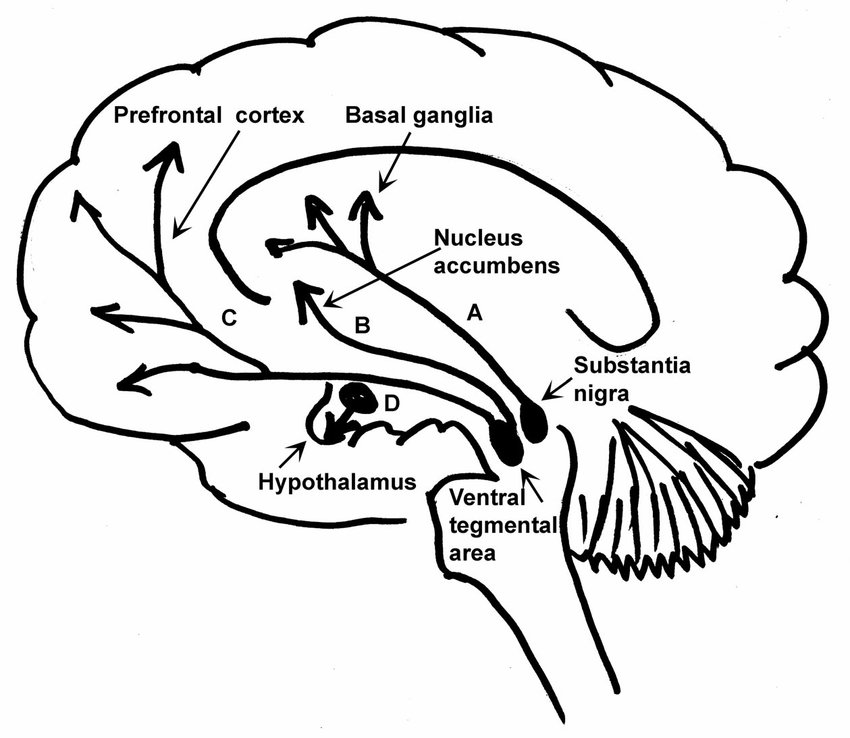 Prefrontal cortex
Basal ganglia
Nucleus
accumbens
C
B
A
Substantia
nigra
D
Hypothalamus
Ventral
tegmental
area